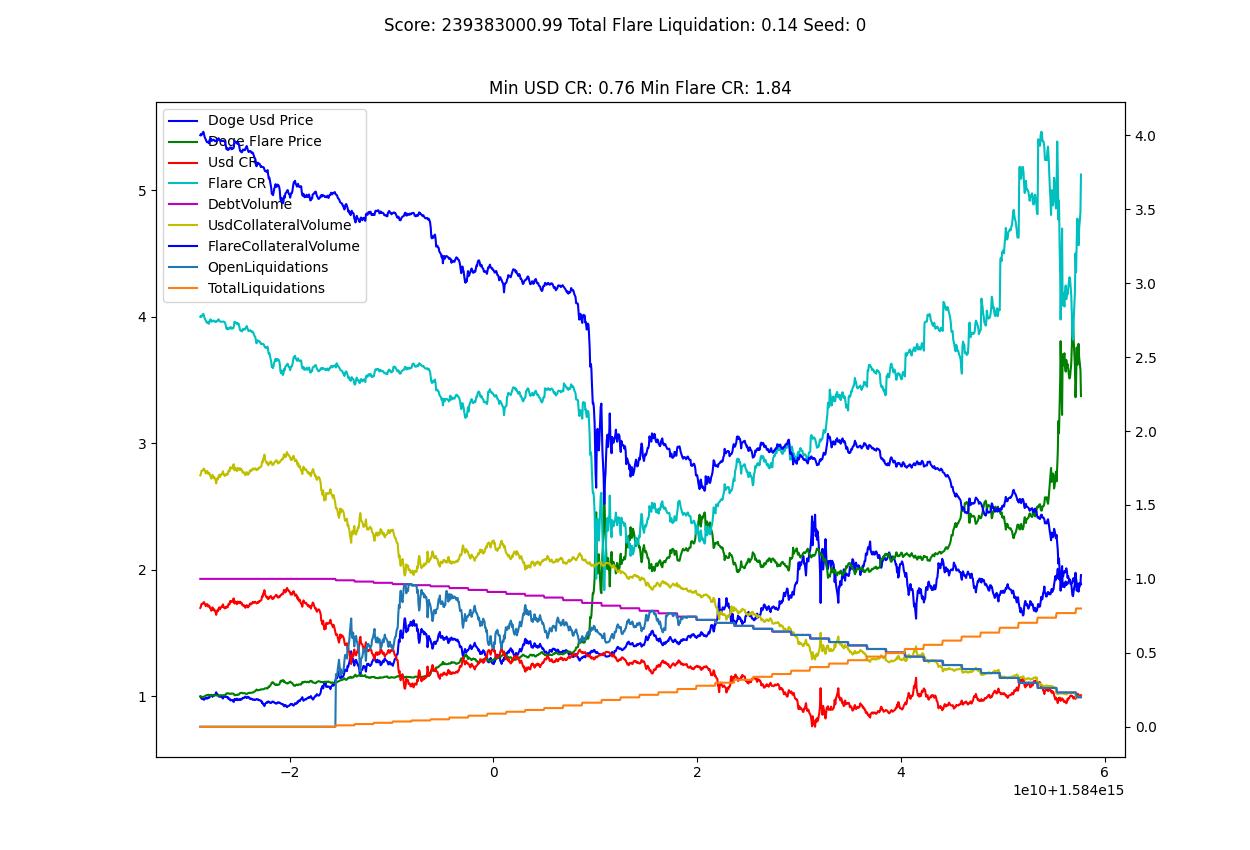 Score: 239383000.99 Total Flare Liquidation: 0.14 Seed: 0
Min USD CR: 0.76 Min Flare CR: 1.84
Doge Usd Price
Doge Flare Price
Usd CR
Flare CR
DebtVolume
UsdCollateralVolume
FlareCollateralVolume
OpenLiquidations
TotalLiquidations
5
4
3
2
1
4.0
3.5
3.0
2.5
2.0
1.5
1.0
0.5
0.0
−2 0 2 4 6
1e10+1.584e15